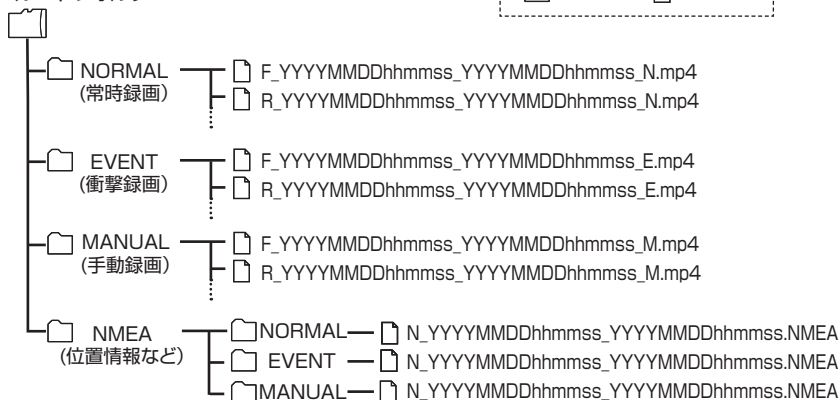 NORMAL
(常時録画)
F_YYYYMMDDhhmmss_YYYYMMDDhhmmss_N.mp4
R_YYYYMMDDhhmmss_YYYYMMDDhhmmss_N.mp4
EVENT
(衝撃録画)
F_YYYYMMDDhhmmss_YYYYMMDDhhmmss_E.mp4
R_YYYYMMDDhhmmss_YYYYMMDDhhmmss_E.mp4
MANUAL
(手動録画)
F_YYYYMMDDhhmmss_YYYYMMDDhhmmss_M.mp4
R_YYYYMMDDhhmmss_YYYYMMDDhhmmss_M.mp4
NMEA
(位置情報など)
NORMAL
N_YYYYMMDDhhmmss_YYYYMMDDhhmmss.NMEA
EVENT
N_YYYYMMDDhhmmss_YYYYMMDDhhmmss.NMEA
MANUAL
N_YYYYMMDDhhmmss_YYYYMMDDhhmmss.NMEA